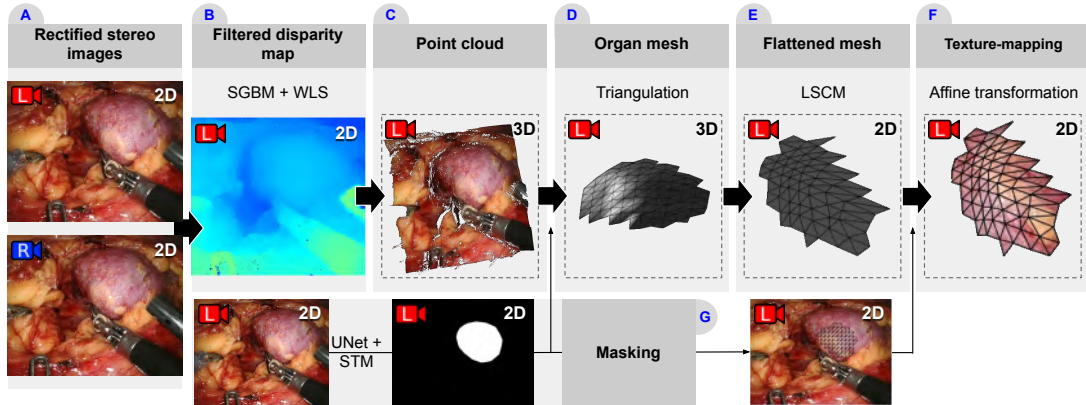 A
Rectified stereo
images
L
2D
R
2D
B
Filtered disparity
map
SGBM + WLS
L
2D
C
Point cloud
L
3D
D
Organ mesh
Triangulation
L
3D
E
Flattened mesh
LSCM
L
2D
F
Texture-mapping
Affine transformation
L
2D
L
2D
UNet +
STM
L
2D
Masking
G
L
2D